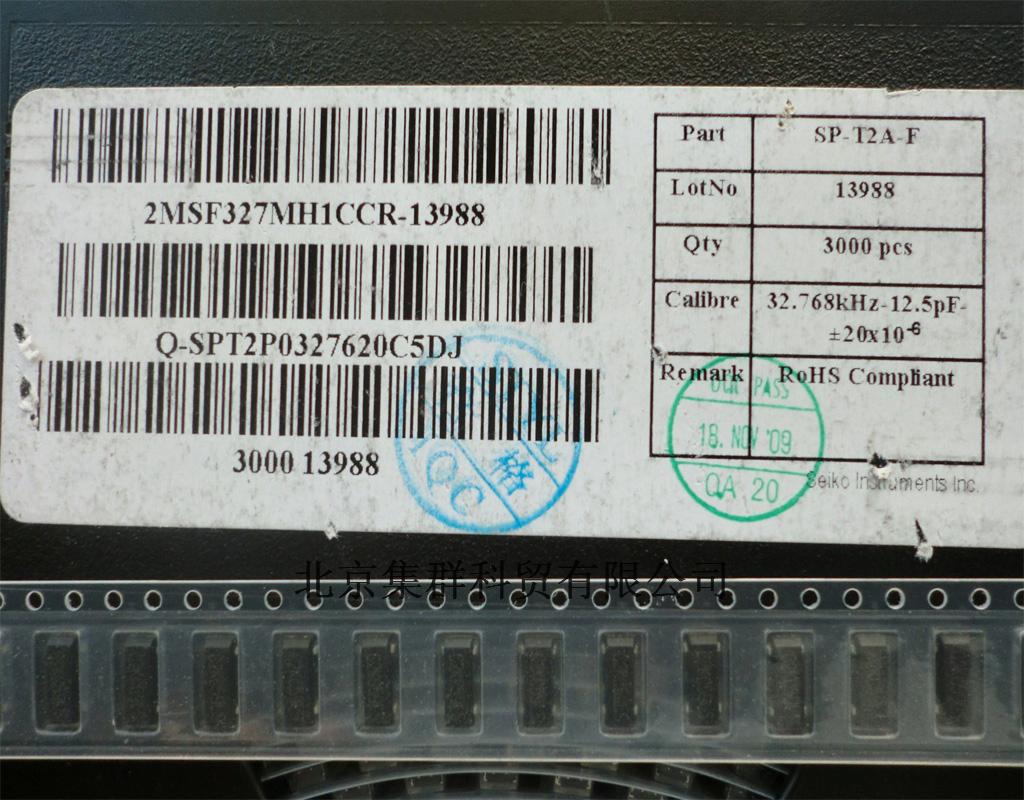 2MSF327MH1CCR-13988
Q-SPT2P0327620C5DJ
3000 13988
Part SP-T2A-F
LotNo 13988
Qty 3000 pcs
Calibre 32.768kHz-12.5pF-
±20x10⁻⁶
Remark RoHS Compliant
PASS
18. NOV '09
QA 20
IQC
格
Seiko Instruments Inc.
北京集群科贸有限公司